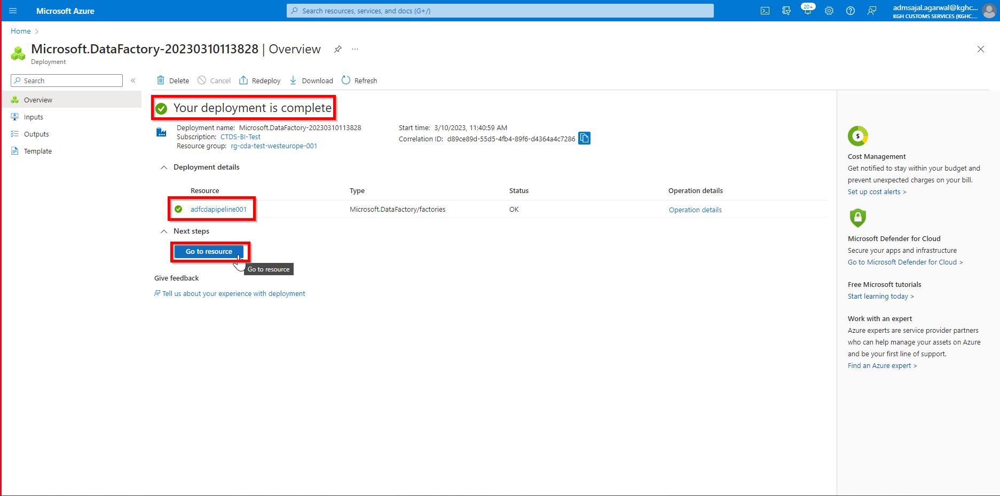 Microsoft Azure
Search resources, services, and docs (G+/)
20+
admsajal.agarwal@kghc...
KGH CUSTOMS SERVICES (KGHC....
Home
Microsoft.DataFactory-20230310113828 | Overview
...
Deployment
Search
«
Delete
Cancel
Redeploy
Download
Refresh
Overview
Inputs
Outputs
Template
Your deployment is complete
Deployment name: Microsoft.DataFactory-20230310113828
Subscription: CTDS-BI-Test
Resource group: rg-cda-test-westeurope-001
Start time: 3/10/2023, 11:40:59 AM
Correlation ID: d89ce89d-55d5-4fb4-89f6-d4364a4c7286
Deployment details
Resource Type Status Operation details
adfcdapipeline001 Microsoft.DataFactory/factories OK Operation details
Next steps
Go to resource
Go to resource
Give feedback
Tell us about your experience with deployment
$
Cost Management
Get notified to stay within your budget and
prevent unexpected charges on your bill.
Set up cost alerts >
Microsoft Defender for Cloud
Secure your apps and infrastructure
Go to Microsoft Defender for Cloud >
Free Microsoft tutorials
Start learning today >
Work with an expert
Azure experts are service provider partners
who can help manage your assets on Azure
and be your first line of support.
Find an Azure expert >